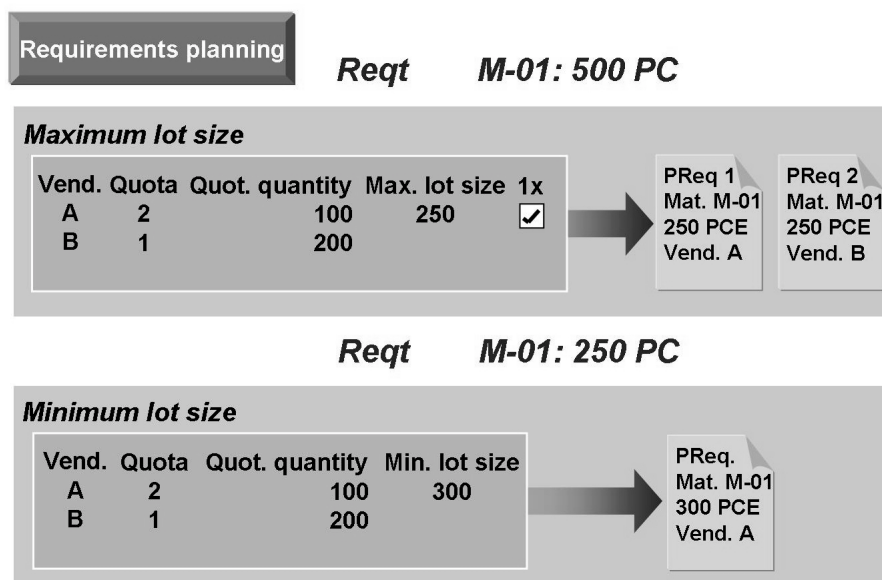 Requirements planning
Reqt M-01: 500 PC
Maximum lot size
Vend. Quota Quot. quantity Max. lot size 1x
A 2 100 250 ✓
B 1 200
PReq 1
Mat. M-01
250 PCE
Vend. A
PReq 2
Mat. M-01
250 PCE
Vend. B
Reqt M-01: 250 PC
Minimum lot size
Vend. Quota Quot. quantity Min. lot size
A 2 100 300
B 1 200
PReq.
Mat. M-01
300 PCE
Vend. A